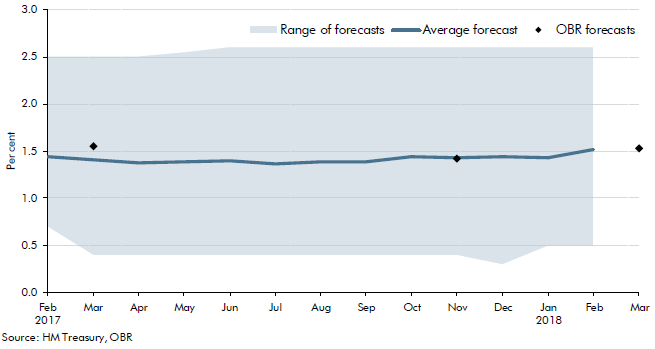 3.0
Range of forecasts Average forecast OBR forecasts
2.5
2.0
1.5
1.0
0.5
0.0
Per cent
Feb Mar Apr May Jun Jul Aug Sep Oct Nov Dec Jan Feb Mar
2017 2018
Source: HM Treasury, OBR